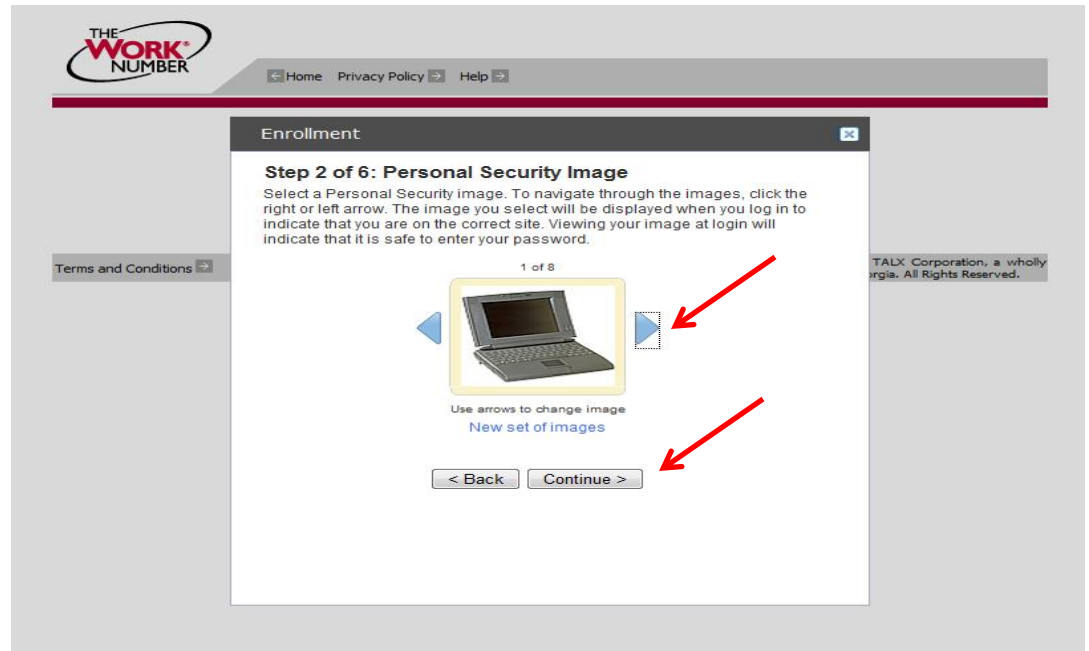 THE
WORK
NUMBER
Home Privacy Policy Help
Enrollment
Step 2 of 6: Personal Security Image
Select a Personal Security image. To navigate through the images, click the
right or left arrow. The image you select will be displayed when you log in to
indicate that you are on the correct site. Viewing your image at login will
indicate that it is safe to enter your password.
Terms and Conditions
TALX Corporation, a wholly
rgia. All Rights Reserved.
1 of 8
Use arrows to change image
New set of images
< Back Continue >